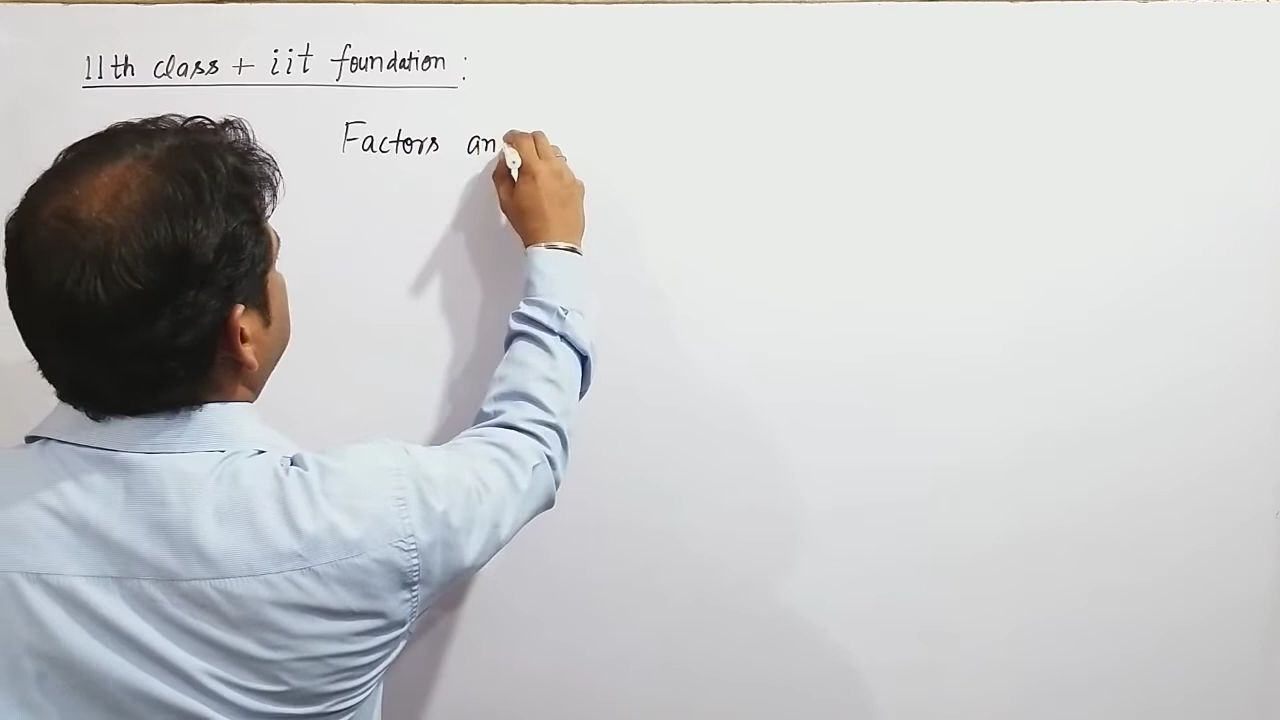 11th class + iit foundation :
Factors an